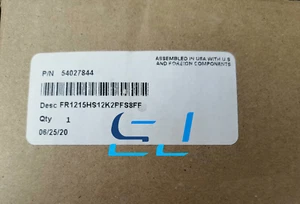 ASSEMBLED IN USA WITH U.S
AND FOREIGN COMPONENTS
P/N 54027844
Desc FR1215HS12K2PFS8FF
Qty 1
06/25/20